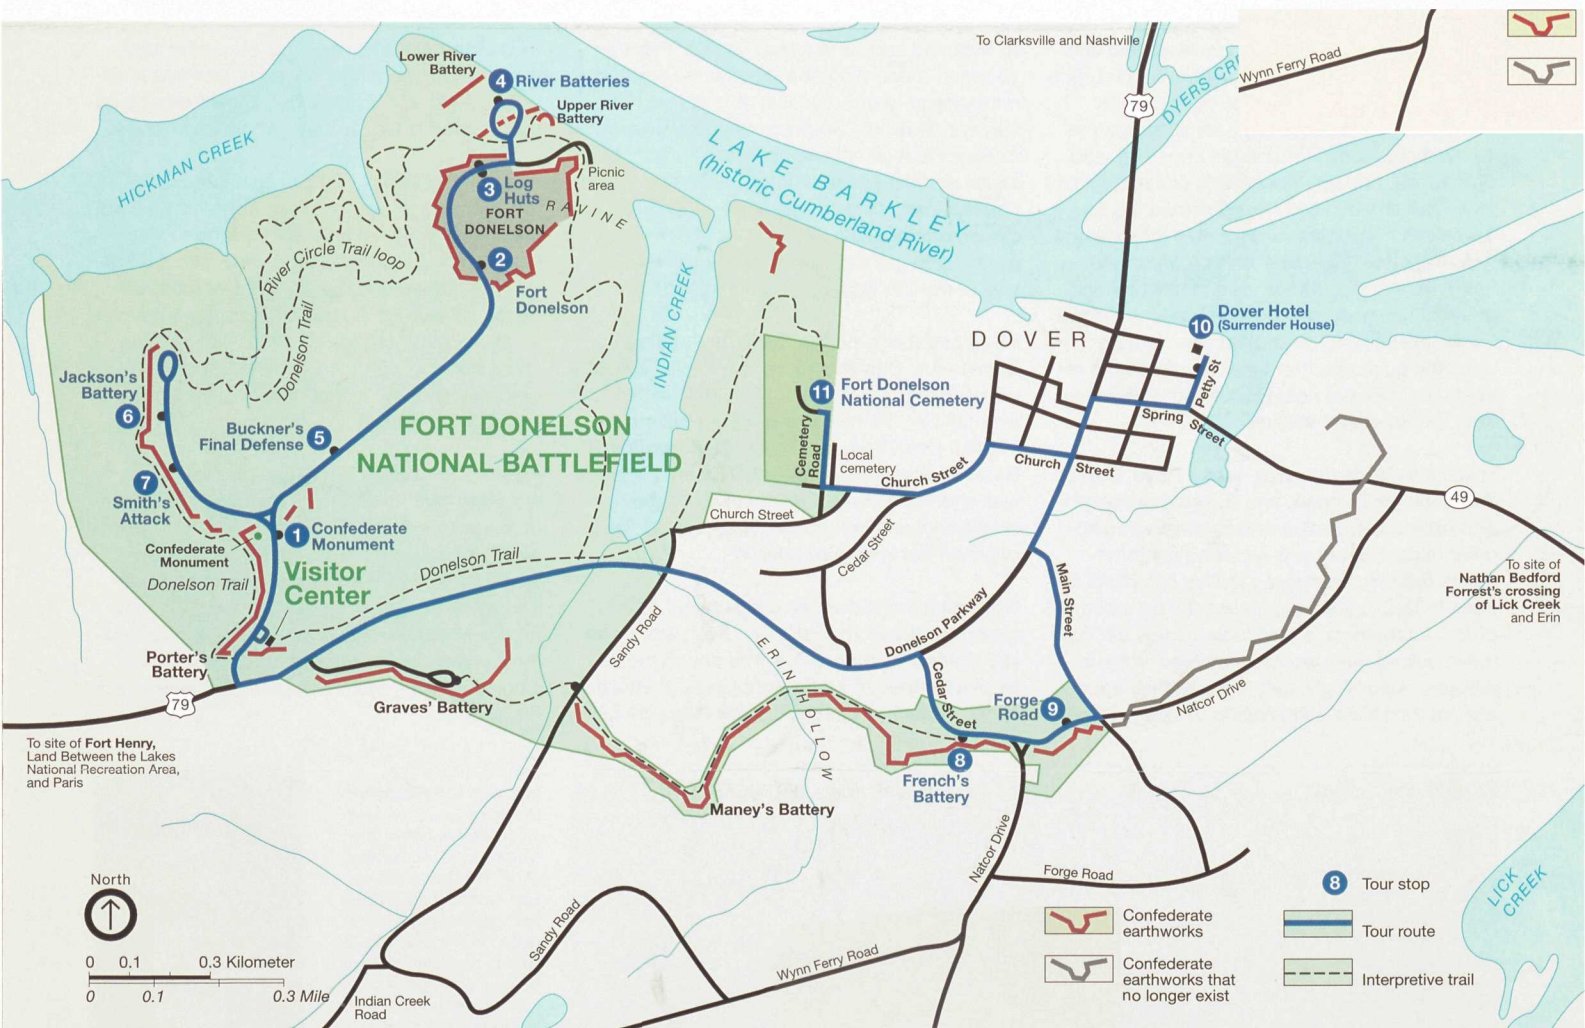 To Clarksville and Nashville
79
DYERS CRE
Wynn Ferry Road
Lower River
Battery
4 River Batteries
Upper River
Battery
HICKMAN CREEK
LAKE BARKLEY
(historic Cumberland River)
Picnic
area
3 Log
Huts
RAVINE
FORT
DONELSON
2
Fort
Donelson
River Circle Trail loop
Donelson Trail
INDIAN CREEK
10 Dover Hotel
(Surrender House)
DOVER
Petty St
Spring Street
Jackson's
Battery
6
11 Fort Donelson
National Cemetery
Cemetery
Road
Local
cemetery
Church Street
Church Street
Buckner's
Final Defense 5
FORT DONELSON
NATIONAL BATTLEFIELD
7
Smith's
Attack
49
Church Street
Cedar Street
1 Confederate
Monument
Confederate
Monument
Donelson Trail
Visitor
Center
Donelson Trail
To site of
Nathan Bedford
Forrest's crossing
of Lick Creek
and Erin
Main Street
Donelson Parkway
Sandy Road
ERIN HOLLOW
Porter's
Battery
79
Graves' Battery
Cedar Street
Forge
Road 9
Natcor Drive
To site of Fort Henry,
Land Between the Lakes
National Recreation Area,
and Paris
8
French's
Battery
Maney's Battery
Natcor Drive
Forge Road
LICK
CREEK
North
0 0.1 0.3 Kilometer
0 0.1 0.3 Mile
Sandy Road
Indian Creek
Road
Wynn Ferry Road
Confederate
earthworks
Confederate
earthworks that
no longer exist
8 Tour stop
Tour route
Interpretive trail